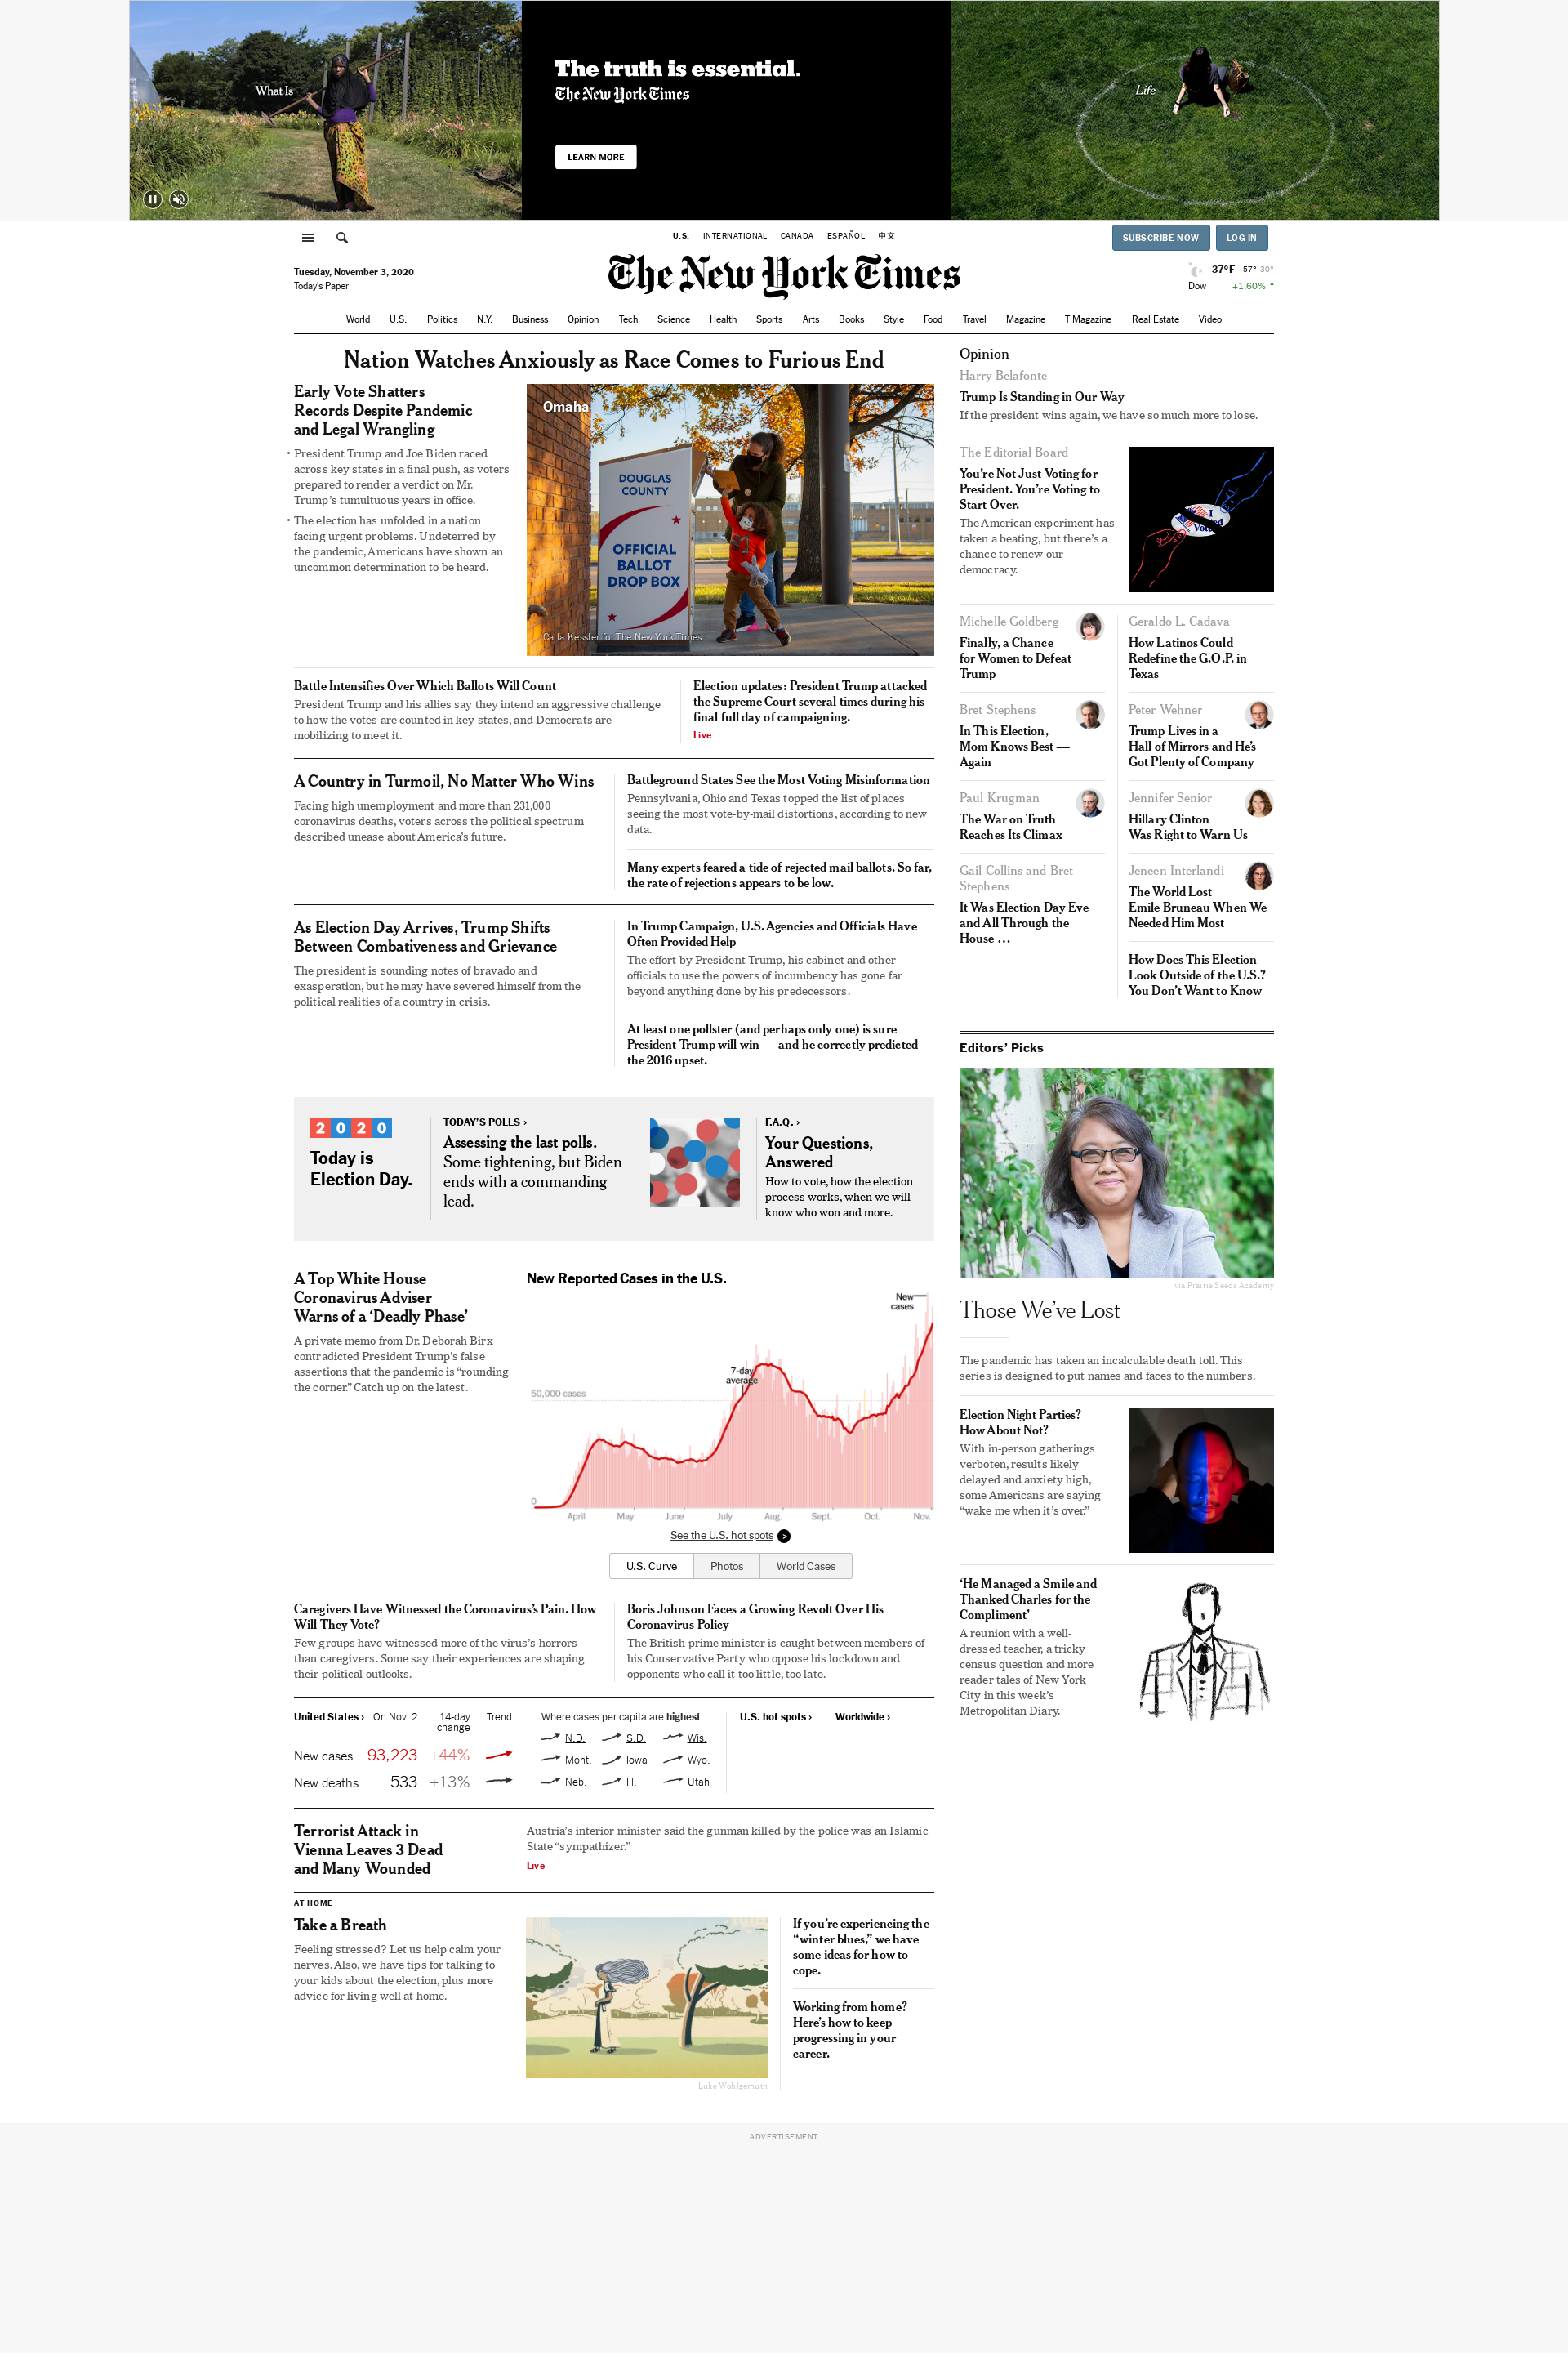 What Is
The truth is essential.
The New York Times
LEARN MORE
Life
U.S. INTERNATIONAL CANADA ESPAÑOL 中文
SUBSCRIBE NOW LOG IN
Tuesday, November 3, 2020
Today's Paper
The New York Times
37°F 57° 30°
Dow +1.60% ↑
World U.S. Politics N.Y. Business Opinion Tech Science Health Sports Arts Books Style Food Travel Magazine T Magazine Real Estate Video
Nation Watches Anxiously as Race Comes to Furious End
Early Vote Shatters
Records Despite Pandemic
and Legal Wrangling
• President Trump and Joe Biden raced
across key states in a final push, as voters
prepared to render a verdict on Mr.
Trump's tumultuous years in office.
• The election has unfolded in a nation
facing urgent problems. Undeterred by
the pandemic, Americans have shown an
uncommon determination to be heard.
Omaha
DOUGLAS
COUNTY
OFFICIAL
BALLOT
DROP BOX
Calla Kessler for The New York Times
Battle Intensifies Over Which Ballots Will Count
President Trump and his allies say they intend an aggressive challenge
to how the votes are counted in key states, and Democrats are
mobilizing to meet it.
Election updates: President Trump attacked
the Supreme Court several times during his
final full day of campaigning.
Live
A Country in Turmoil, No Matter Who Wins
Facing high unemployment and more than 231,000
coronavirus deaths, voters across the political spectrum
described unease about America's future.
Battleground States See the Most Voting Misinformation
Pennsylvania, Ohio and Texas topped the list of places
seeing the most vote-by-mail distortions, according to new
data.
Many experts feared a tide of rejected mail ballots. So far,
the rate of rejections appears to be low.
As Election Day Arrives, Trump Shifts
Between Combativeness and Grievance
The president is sounding notes of bravado and
exasperation, but he may have severed himself from the
political realities of a country in crisis.
In Trump Campaign, U.S. Agencies and Officials Have
Often Provided Help
The effort by President Trump, his cabinet and other
officials to use the powers of incumbency has gone far
beyond anything done by his predecessors.
At least one pollster (and perhaps only one) is sure
President Trump will win — and he correctly predicted
the 2016 upset.
2020
Today is
Election Day.
TODAY'S POLLS ›
Assessing the last polls.
Some tightening, but Biden
ends with a commanding
lead.
F.A.Q. ›
Your Questions,
Answered
How to vote, how the election
process works, when we will
know who won and more.
A Top White House
Coronavirus Adviser
Warns of a ‘Deadly Phase’
A private memo from Dr. Deborah Birx
contradicted President Trump's false
assertions that the pandemic is “rounding
the corner.” Catch up on the latest.
New Reported Cases in the U.S.
New
cases
7-day
average
50,000 cases
0
April May June July Aug. Sept. Oct. Nov.
See the U.S. hot spots >
U.S. Curve Photos World Cases
Caregivers Have Witnessed the Coronavirus's Pain. How
Will They Vote?
Few groups have witnessed more of the virus's horrors
than caregivers. Some say their experiences are shaping
their political outlooks.
Boris Johnson Faces a Growing Revolt Over His
Coronavirus Policy
The British prime minister is caught between members of
his Conservative Party who oppose his lockdown and
opponents who call it too little, too late.
United States › On Nov. 2 14-day
change Trend
New cases 93,223 +44%
New deaths 533 +13%
Where cases per capita are highest
N.D. S.D. Wis.
Mont. Iowa Wyo.
Neb. Ill. Utah
U.S. hot spots › Worldwide ›
Terrorist Attack in
Vienna Leaves 3 Dead
and Many Wounded
Austria's interior minister said the gunman killed by the police was an Islamic
State “sympathizer.”
Live
AT HOME
Take a Breath
Feeling stressed? Let us help calm your
nerves. Also, we have tips for talking to
your kids about the election, plus more
advice for living well at home.
Luke Wohlgemuth
If you're experiencing the
“winter blues,” we have
some ideas for how to
cope.
Working from home?
Here's how to keep
progressing in your
career.
Opinion
Harry Belafonte
Trump Is Standing in Our Way
If the president wins again, we have so much more to lose.
The Editorial Board
You're Not Just Voting for
President. You're Voting to
Start Over.
The American experiment has
taken a beating, but there's a
chance to renew our
democracy.
I
Voted
Michelle Goldberg
Finally, a Chance
for Women to Defeat
Trump
Bret Stephens
In This Election,
Mom Knows Best —
Again
Paul Krugman
The War on Truth
Reaches Its Climax
Gail Collins and Bret
Stephens
It Was Election Day Eve
and All Through the
House …
Geraldo L. Cadava
How Latinos Could
Redefine the G.O.P. in
Texas
Peter Wehner
Trump Lives in a
Hall of Mirrors and He's
Got Plenty of Company
Jennifer Senior
Hillary Clinton
Was Right to Warn Us
Jeneen Interlandi
The World Lost
Emile Bruneau When We
Needed Him Most
How Does This Election
Look Outside of the U.S.?
You Don't Want to Know
Editors' Picks
via Prairie Seeds Academy
Those We've Lost
The pandemic has taken an incalculable death toll. This
series is designed to put names and faces to the numbers.
Election Night Parties?
How About Not?
With in-person gatherings
verboten, results likely
delayed and anxiety high,
some Americans are saying
“wake me when it's over.”
‘He Managed a Smile and
Thanked Charles for the
Compliment’
A reunion with a well-
dressed teacher, a tricky
census question and more
reader tales of New York
City in this week's
Metropolitan Diary.
ADVERTISEMENT